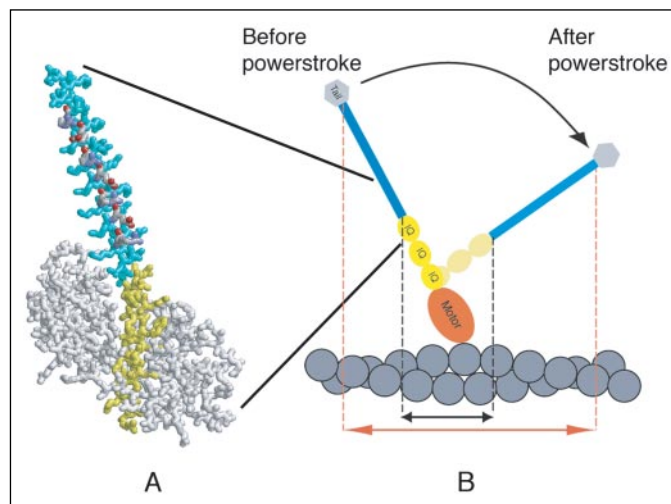 Before
powerstroke
After
powerstroke
Tail
IQ
IQ
IQ
Motor
A
B